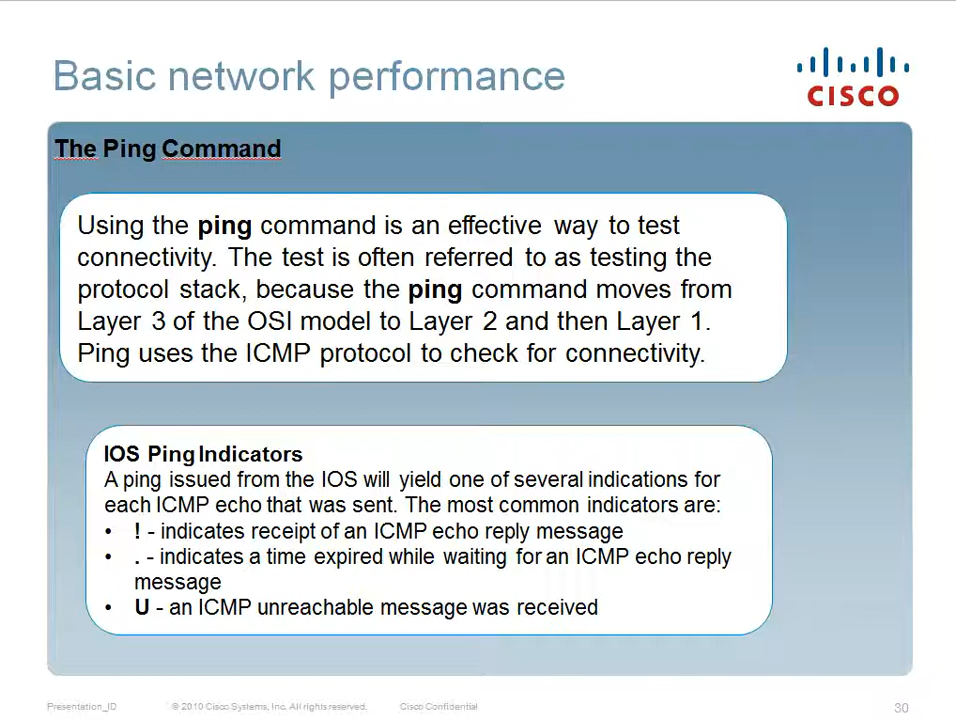 Basic network performance
CISCO
The Ping Command
Using the ping command is an effective way to test
connectivity. The test is often referred to as testing the
protocol stack, because the ping command moves from
Layer 3 of the OSI model to Layer 2 and then Layer 1.
Ping uses the ICMP protocol to check for connectivity.
IOS Ping Indicators
A ping issued from the IOS will yield one of several indications for
each ICMP echo that was sent. The most common indicators are:
• ! - indicates receipt of an ICMP echo reply message
• . - indicates a time expired while waiting for an ICMP echo reply
message
• U - an ICMP unreachable message was received
Presentation_ID © 2010 Cisco Systems, Inc. All rights reserved. Cisco Confidential 30